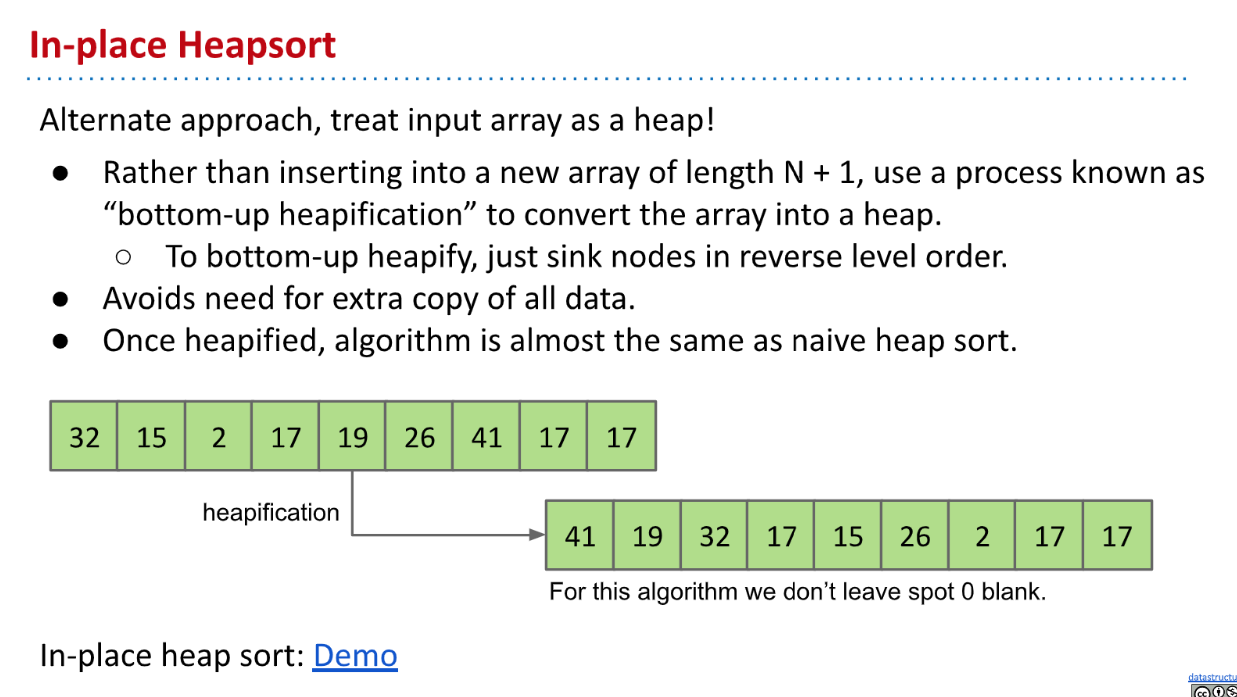 In-place Heapsort
Alternate approach, treat input array as a heap!
● Rather than inserting into a new array of length N + 1, use a process known as
“bottom-up heapification” to convert the array into a heap.
○ To bottom-up heapify, just sink nodes in reverse level order.
● Avoids need for extra copy of all data.
● Once heapified, algorithm is almost the same as naive heap sort.
32 15 2 17 19 26 41 17 17
heapification
41 19 32 17 15 26 2 17 17
For this algorithm we don’t leave spot 0 blank.
In-place heap sort: Demo
datastructu